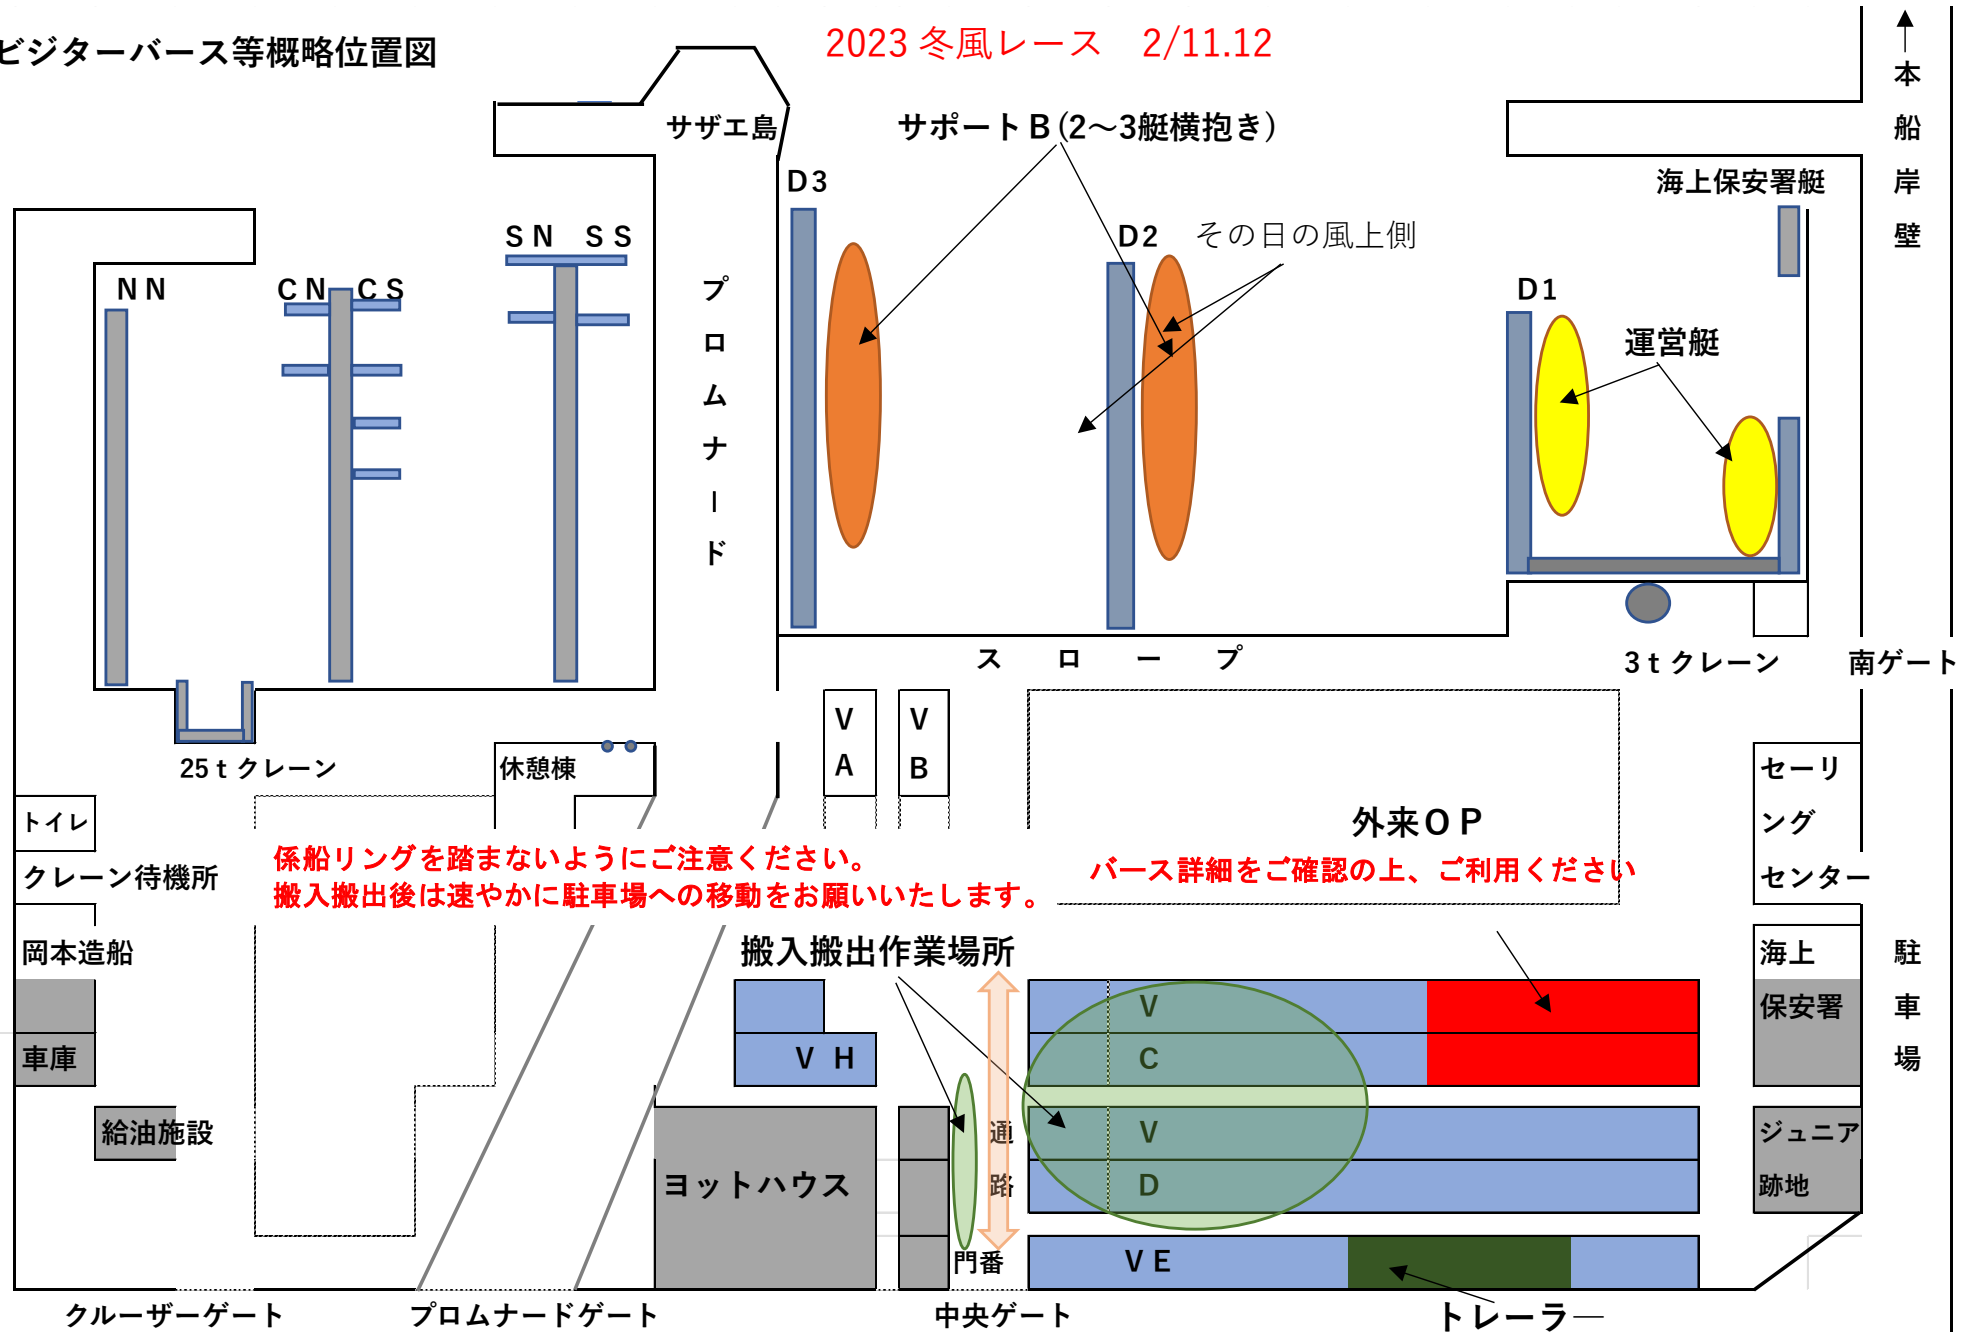 ビジターバース等概略位置図
2023 冬風レース　2/11.12
本船岸壁
サザエ島
サポートB(2～3艇横抱き)
海上保安署艇
D3
D2
その日の風上側
SN SS
NN
CN CS
D1
プロムナード
運営艇
スロープ
3tクレーン
南ゲート
VA
VB
25tクレーン
休憩棟
セーリングセンター
トイレ
外来OP
係船リングを踏まないようにご注意ください。
搬入搬出後は速やかに駐車場への移動をお願いいたします。
バース詳細をご確認の上、ご利用ください
クレーン待機所
岡本造船
搬入搬出作業場所
海上保安署
駐車場
車庫
VH
VC
給油施設
通路
VD
ジュニア跡地
ヨットハウス
門番
VE
クルーザーゲート
プロムナードゲート
中央ゲート
トレーラ―